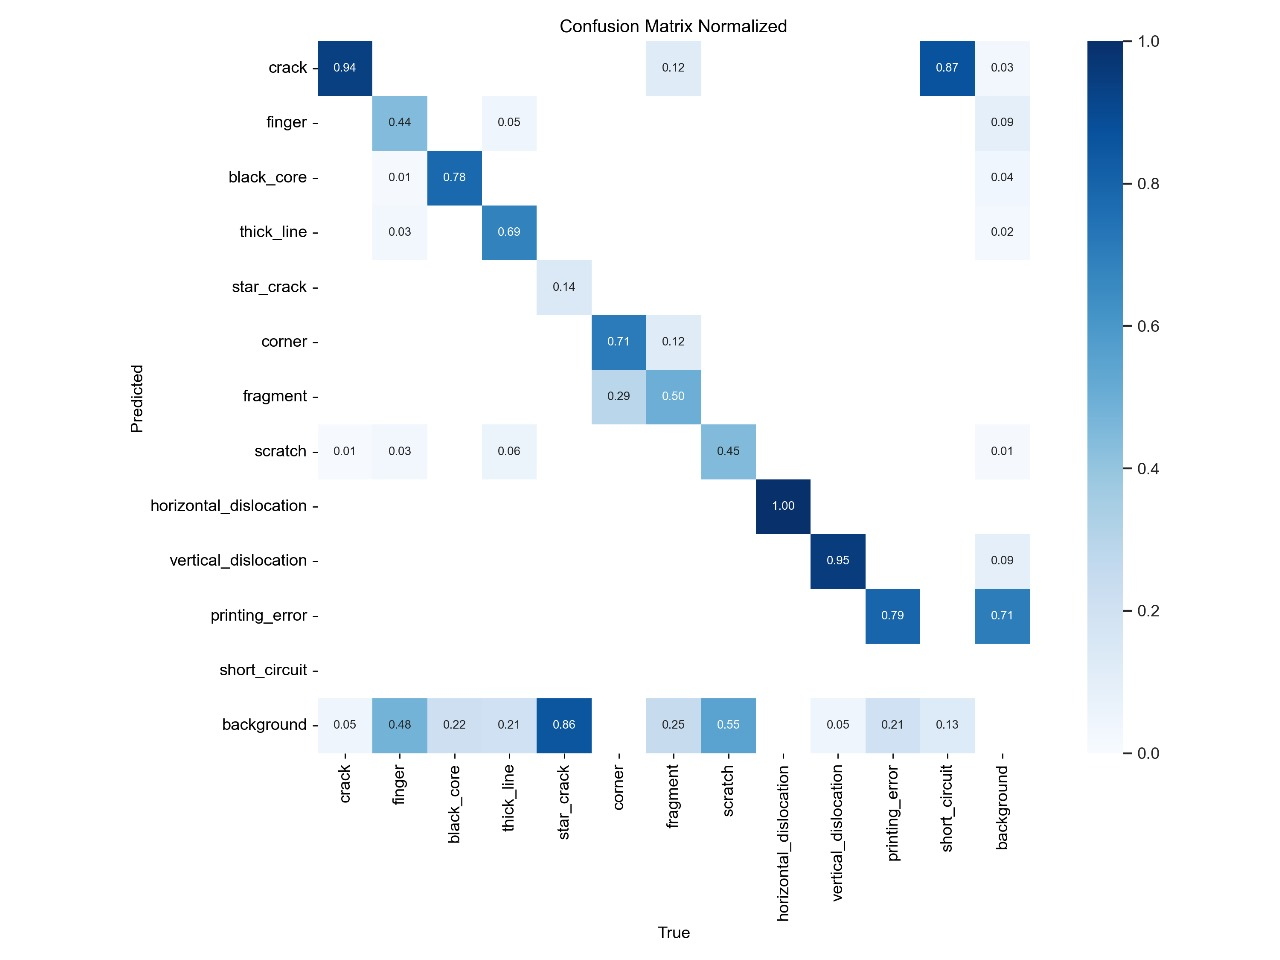 Confusion Matrix Normalized
crack 0.94 0.12 0.87 0.03
finger 0.44 0.05 0.09
black_core 0.01 0.78 0.04
thick_line 0.03 0.69 0.02
star_crack 0.14
corner 0.71 0.12
fragment 0.29 0.50
scratch 0.01 0.03 0.06 0.45 0.01
horizontal_dislocation 1.00
vertical_dislocation 0.95 0.09
printing_error 0.79 0.71
short_circuit
background 0.05 0.48 0.22 0.21 0.86 0.25 0.55 0.05 0.21 0.13
Predicted
crack
finger
black_core
thick_line
star_crack
corner
fragment
scratch
horizontal_dislocation
vertical_dislocation
printing_error
short_circuit
background
True
1.0
0.8
0.6
0.4
0.2
0.0